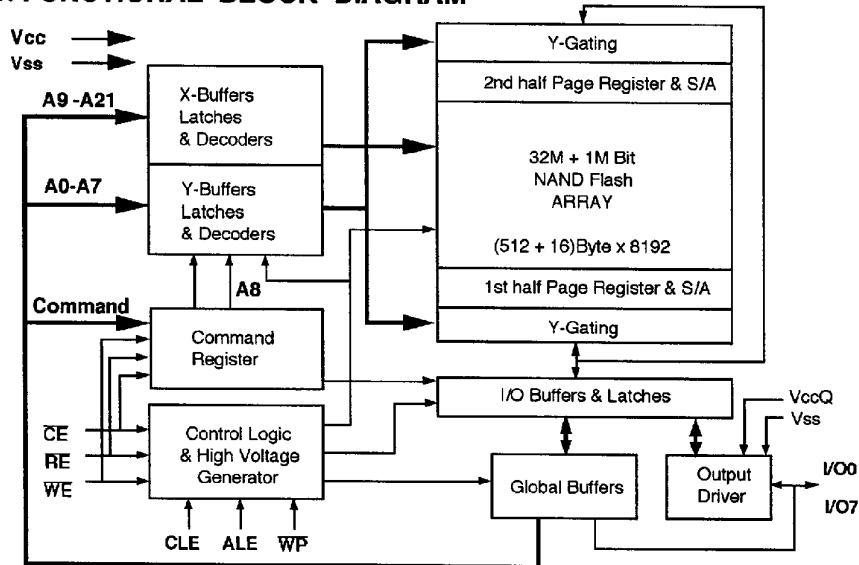 FUNCTIONAL BLOCK DIAGRAM
Vcc
Vss
A9 -A21
A0-A7
Command
X-Buffers
Latches
& Decoders
Y-Buffers
Latches
& Decoders
A8
Command
Register
CE
RE
WE
Control Logic
& High Voltage
Generator
CLE
ALE
WP
Y-Gating
2nd half Page Register & S/A
32M + 1M Bit
NAND Flash
ARRAY
(512 + 16)Byte x 8192
1st half Page Register & S/A
Y-Gating
I/O Buffers & Latches
VccQ
Vss
Global Buffers
Output
Driver
I/O0
I/O7